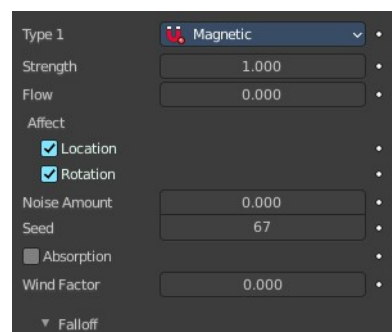 Type 1 Magnetic
Strength 1.000
Flow 0.000
Affect
Location
Rotation
Noise Amount 0.000
Seed 67
Absorption
Wind Factor 0.000
Falloff